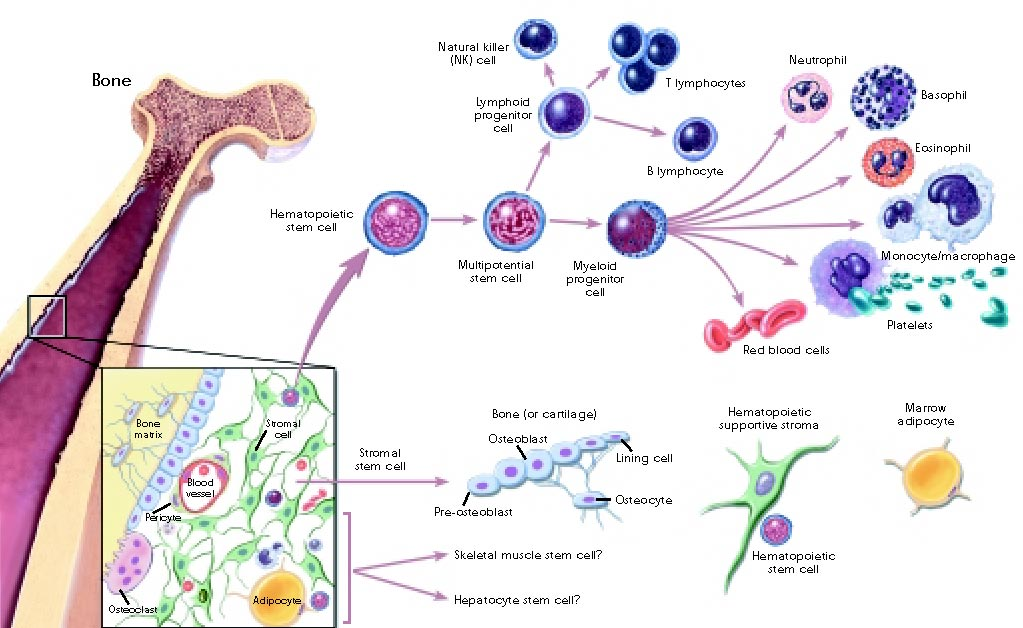 Bone
Natural killer
(NK) cell
T lymphocytes
Lymphoid
progenitor
cell
B lymphocyte
Neutrophil
Basophil
Eosinophil
Hematopoietic
stem cell
Multipotential
stem cell
Myeloid
progenitor
cell
Monocyte/macrophage
Platelets
Red blood cells
Bone
matrix
Stromal
cell
Blood
vessel
Pericyte
Osteoclast
Adipocyte
Stromal
stem cell
Bone (or cartilage)
Osteoblast
Lining cell
Pre-osteoblast
Osteocyte
Skeletal muscle stem cell?
Hepatocyte stem cell?
Hematopoietic
supportive stroma
Hematopoietic
stem cell
Marrow
adipocyte